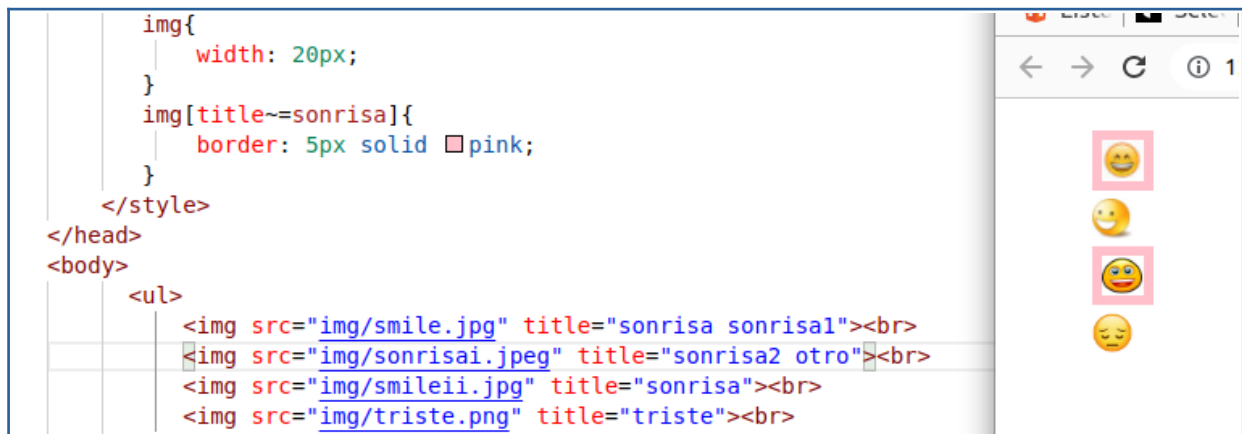 img{
width: 20px;
}
img[title~=sonrisa]{
border: 5px solid pink;
}
</style>
</head>
<body>
<ul>
<img src="img/smile.jpg" title="sonrisa sonrisa1"><br>
<img src="img/sonrisai.jpeg" title="sonrisa2 otro"><br>
<img src="img/smileii.jpg" title="sonrisa"><br>
<img src="img/triste.png" title="triste"><br>
1